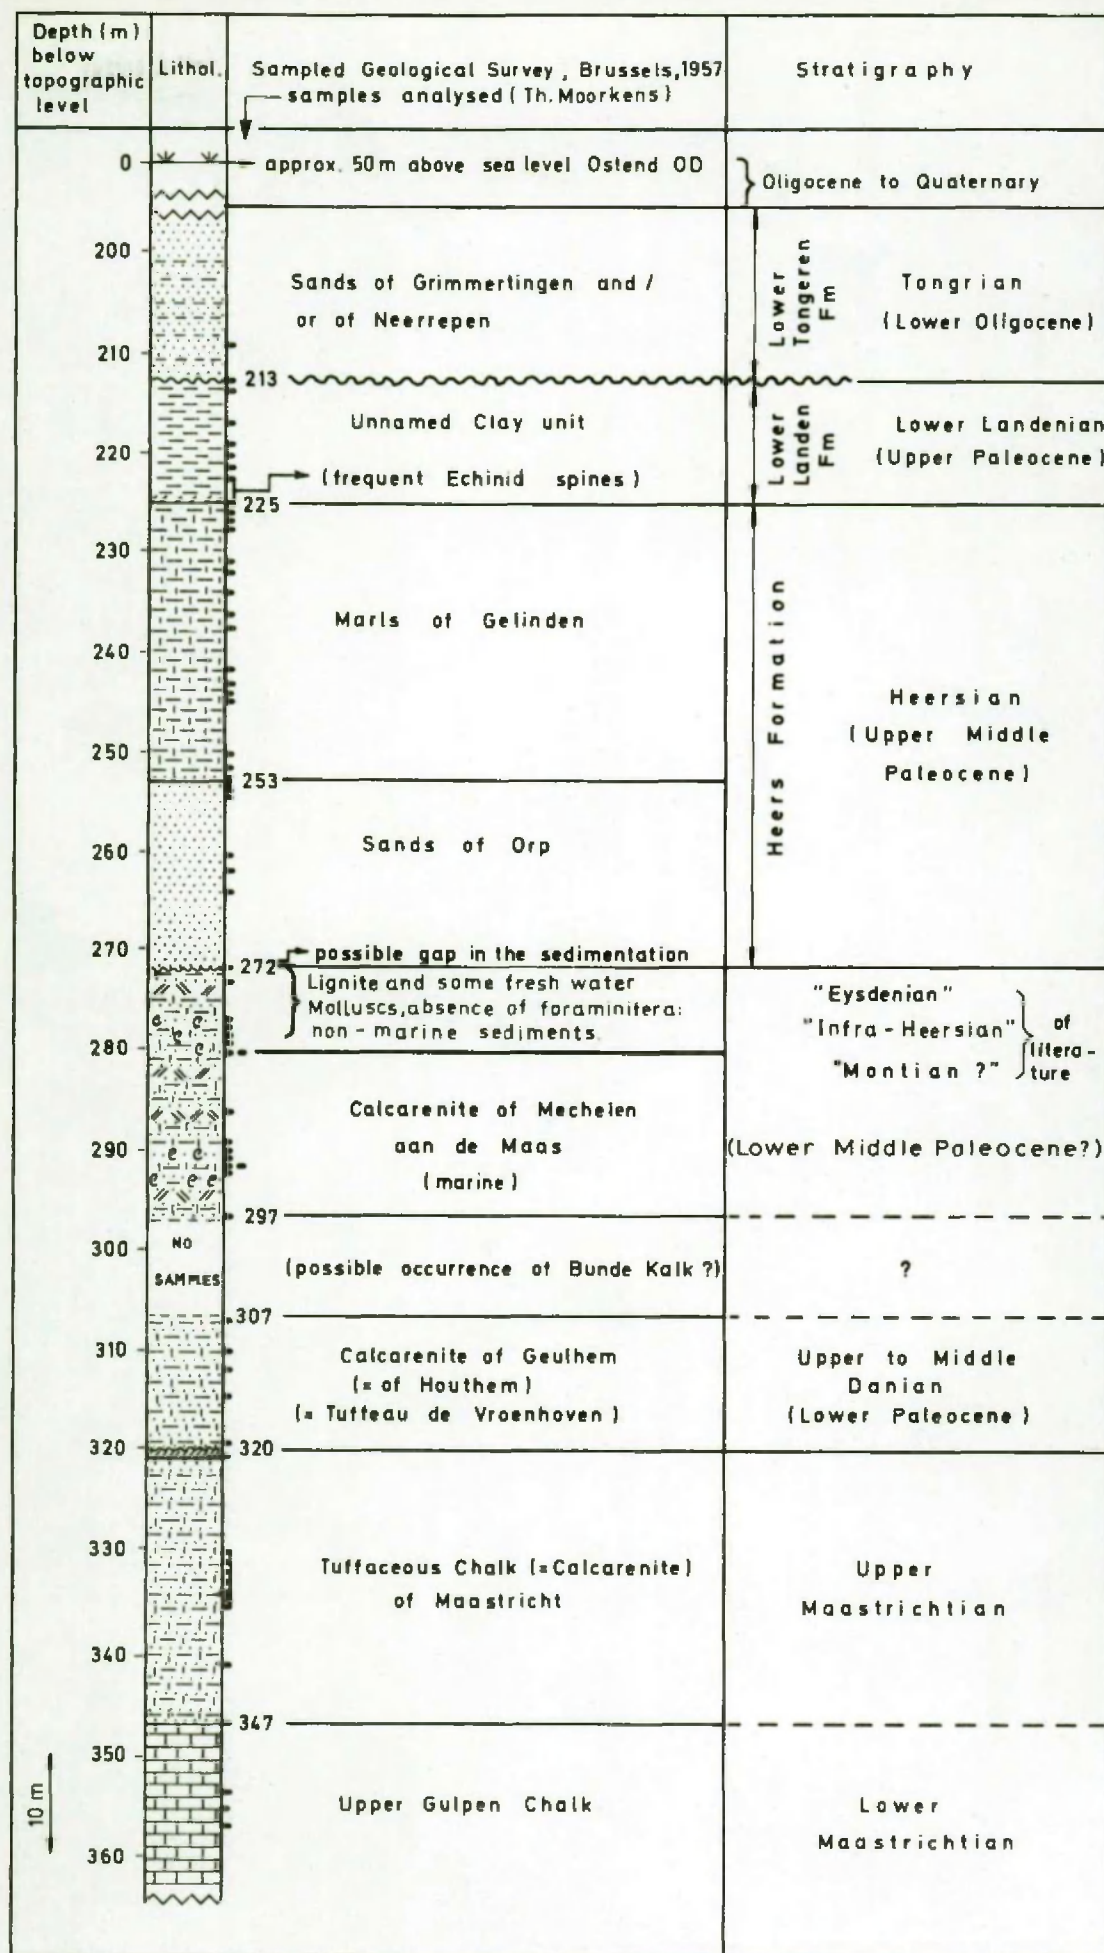 Depth (m)
below
topographic
level
Lithol.
Sampled Geological Survey, Brussels, 1957
samples analysed (Th. Moorkens)
Stratigraphy
0
approx. 50 m above sea level Ostend OD
Oligocene to Quaternary
200
Sands of Grimmertingen and /
or of Neerrepen
Lower
Tongeren
Fm
Tongrian
(Lower Oligocene)
210
213
Unnamed Clay unit
Lower
Landen
Fm
Lower Landenian
(Upper Paleocene)
220
(frequent Echinid spines)
225
230
Marls of Gelinden
240
Heers Formation
Heersian
(Upper Middle
Paleocene)
250
253
Sands of Orp
260
270
possible gap in the sedimentation
272
Lignite and some fresh water
Molluscs, absence of foraminifera:
non-marine sediments
"Eysdenian"
"Infra-Heersian"
"Montian ?"
of
litera-
ture
280
Calcarenite of Mechelen
aan de Maas
(marine)
290
(Lower Middle Paleocene?)
297
NO
SAMPLES
300
(possible occurrence of Bunde Kalk ?)
?
307
310
Calcarenite of Geulhem
(= of Houthem)
(= Tuffeau de Vroenhoven)
Upper to Middle
Danian
(Lower Paleocene)
320
320
330
Tuffaceous Chalk (=Calcarenite)
of Maastricht
Upper
Maastrichtian
340
347
350
10 m
Upper Gulpen Chalk
Lower
Maastrichtian
360